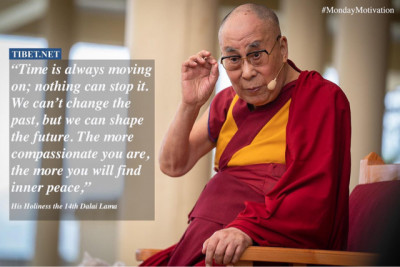 #MondayMotivation
TIBET.NET
“Time is always moving
on; nothing can stop it.
We can’t change the
past, but we can shape
the future. The more
compassionate you are,
the more you will find
inner peace,”
His Holiness the 14th Dalai Lama